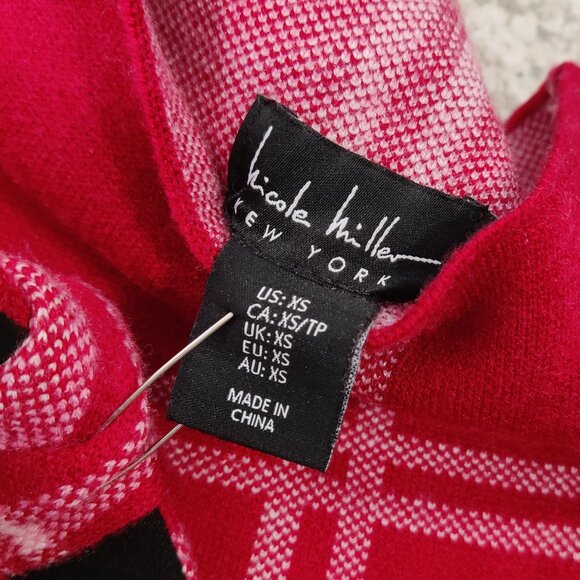 Nicole Miller
NEW YORK
US: XS
CA: XS/TP
UK: XS
EU: XS
AU: XS
MADE IN
CHINA